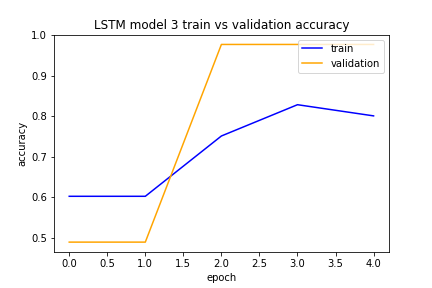 LSTM model 3 train vs validation accuracy
1.0
0.9
0.8
0.7
0.6
0.5
accuracy
train
validation
0.0 0.5 1.0 1.5 2.0 2.5 3.0 3.5 4.0
epoch